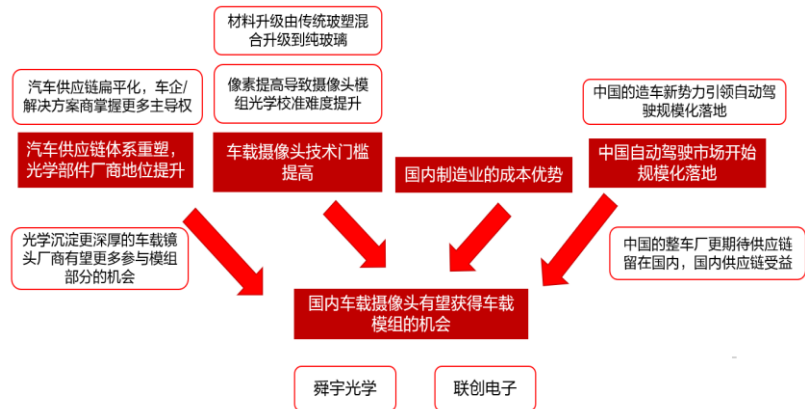 材料升级由传统玻塑混
合升级到纯玻璃
汽车供应链扁平化，车企/
解决方案商掌握更多主导权
像素提高导致摄像头模
组光学校准难度提升
中国的造车新势力引领自动驾
驶规模化落地
汽车供应链体系重塑，
光学部件厂商地位提升
车载摄像头技术门槛
提高
国内制造业的成本优势
中国自动驾驶市场开始
规模化落地
光学沉淀更深厚的车载镜
头厂商有望更多参与模组
部分的机会
中国的整车厂更期待供应链
留在国内，国内供应链受益
国内车载摄像头有望获得车载
模组的机会
舜宇光学
联创电子